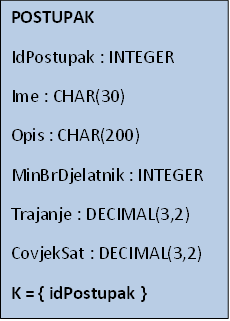 POSTUPAK
IdPostupak : INTEGER
Ime : CHAR(30)
Opis : CHAR(200)
MinBrDjelatnik : INTEGER
Trajanje : DECIMAL(3,2)
CovjekSat : DECIMAL(3,2)
K = { idPostupak }